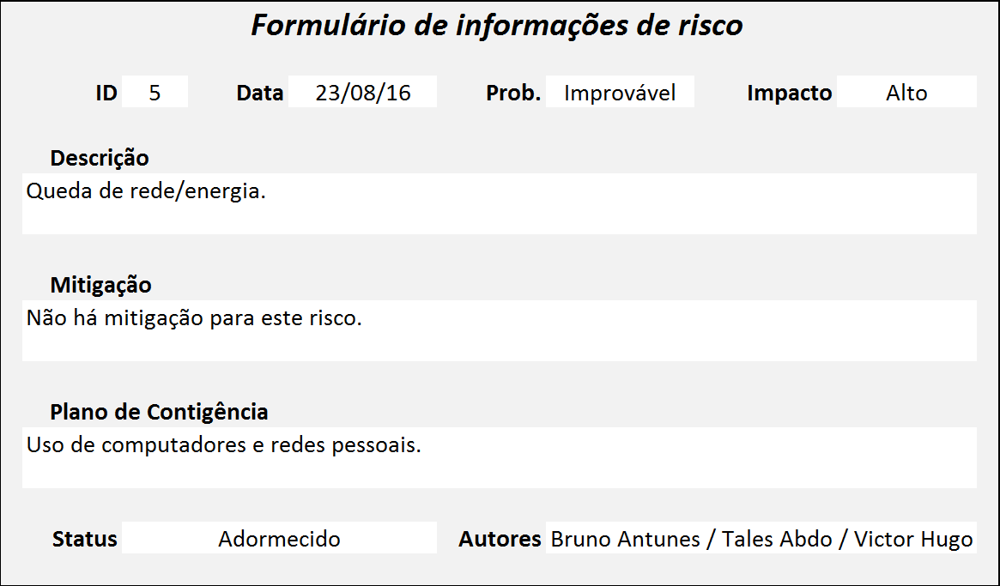 Formulário de informações de risco
ID 5 Data 23/08/16 Prob. Improvável Impacto Alto
Descrição
Queda de rede/energia.
Mitigação
Não há mitigação para este risco.
Plano de Contigência
Uso de computadores e redes pessoais.
Status Adormecido Autores Bruno Antunes / Tales Abdo / Victor Hugo